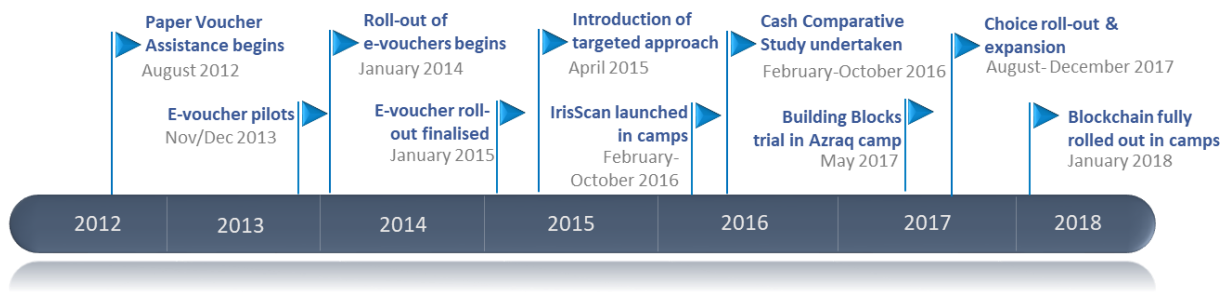 Paper Voucher
Assistance begins
August 2012
E-voucher pilots
Nov/Dec 2013
Roll-out of
e-vouchers begins
January 2014
E-voucher roll-
out finalised
January 2015
Introduction of
targeted approach
April 2015
IrisScan launched
in camps
February-
October 2016
Cash Comparative
Study undertaken
February-October 2016
Building Blocks
trial in Azraq camp
May 2017
Choice roll-out &
expansion
August- December 2017
Blockchain fully
rolled out in camps
January 2018
2012
2013
2014
2015
2016
2017
2018